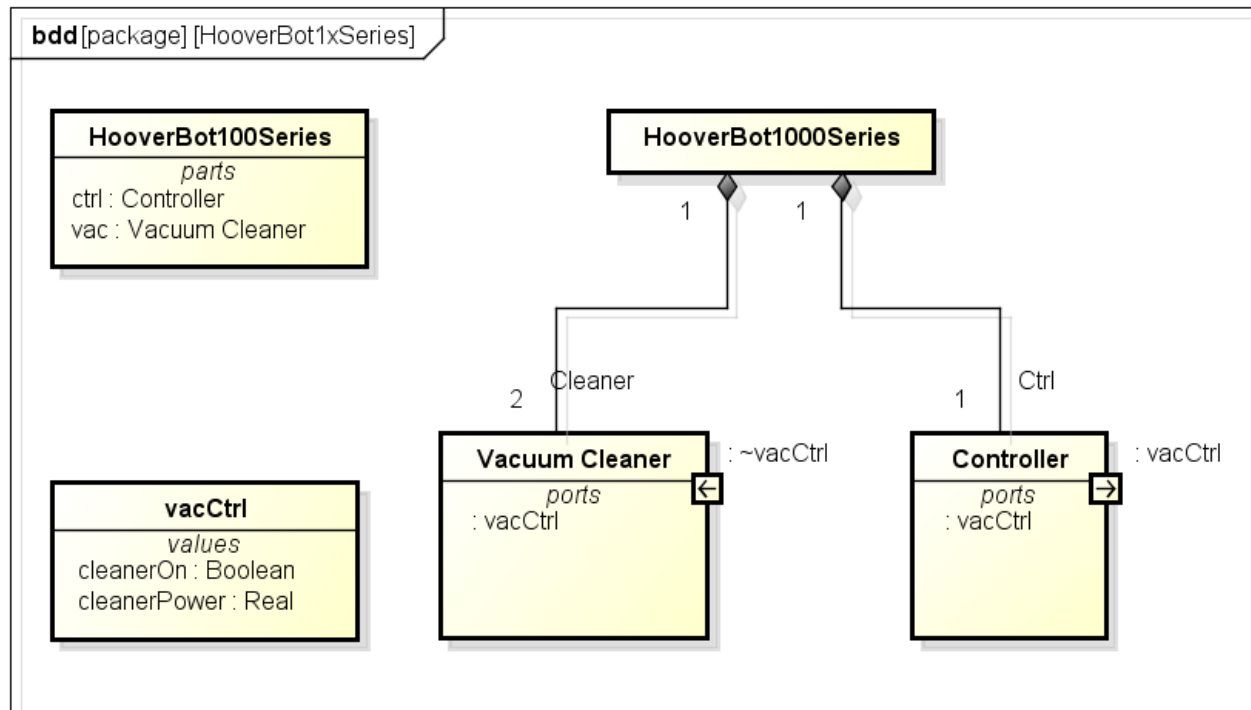 bdd [package] [HooverBot1xSeries]
HooverBot100Series
parts
ctrl : Controller
vac : Vacuum Cleaner
HooverBot1000Series
1
1
Cleaner
2
Ctrl
1
vacCtrl
values
cleanerOn : Boolean
cleanerPower : Real
Vacuum Cleaner
ports
: vacCtrl
: ~vacCtrl
Controller
ports
: vacCtrl
: vacCtrl